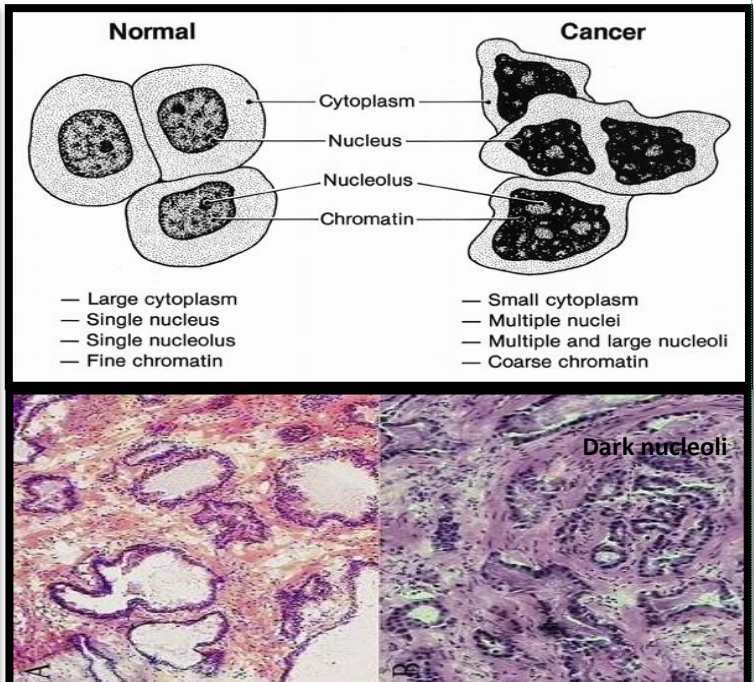 Normal
Cancer
Cytoplasm
Nucleus
Nucleolus
Chromatin
— Large cytoplasm
— Single nucleus
— Single nucleolus
— Fine chromatin
— Small cytoplasm
— Multiple nuclei
— Multiple and large nucleoli
— Coarse chromatin
Dark nucleoli
A
B